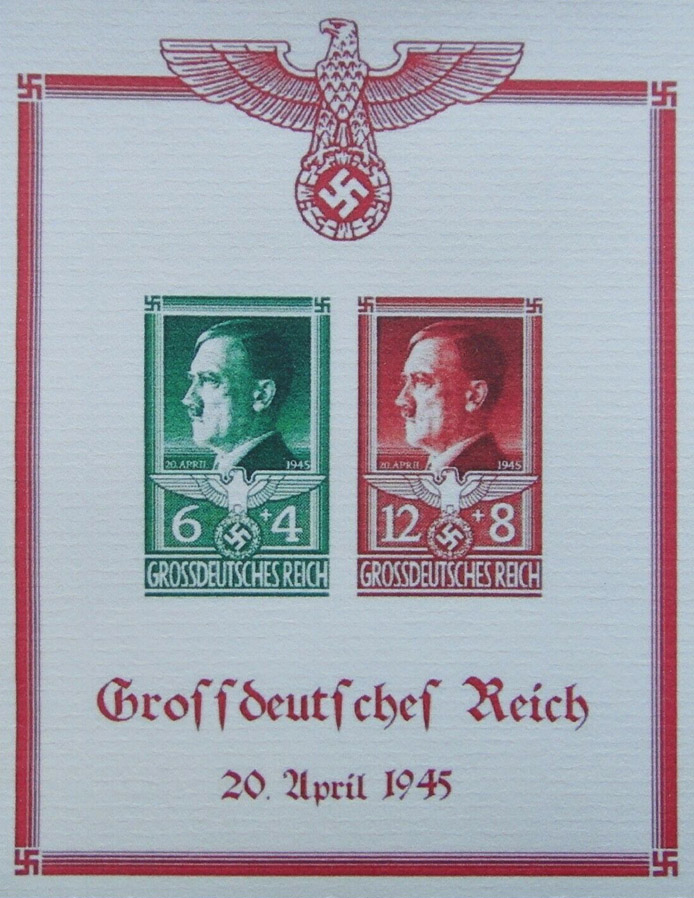 20. APRIL 1945
6 + 4
GROSSDEUTSCHES REICH
20. APRIL 1945
12 + 8
GROSSDEUTSCHES REICH
Groſſdeutſcheſ Reich
20. April 1945